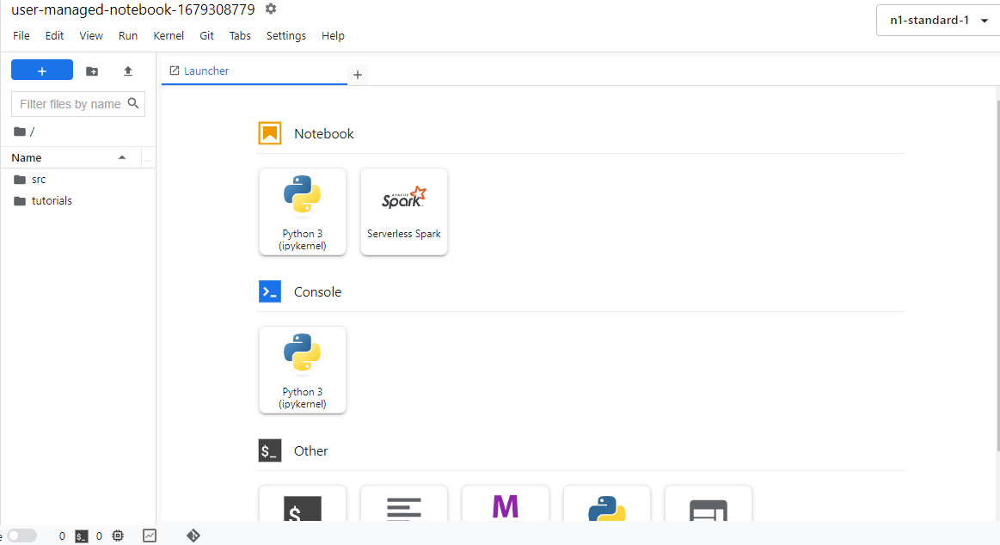 user-managed-notebook-1679308779
n1-standard-1
File Edit View Run Kernel Git Tabs Settings Help
+
Launcher
+
Filter files by name
/
Name
...
src
tutorials
Notebook
Python 3
(ipykernel)
APACHE
Spark
Serverless Spark
Console
Python 3
(ipykernel)
$_ Other
$
M
e
0 $_ 0